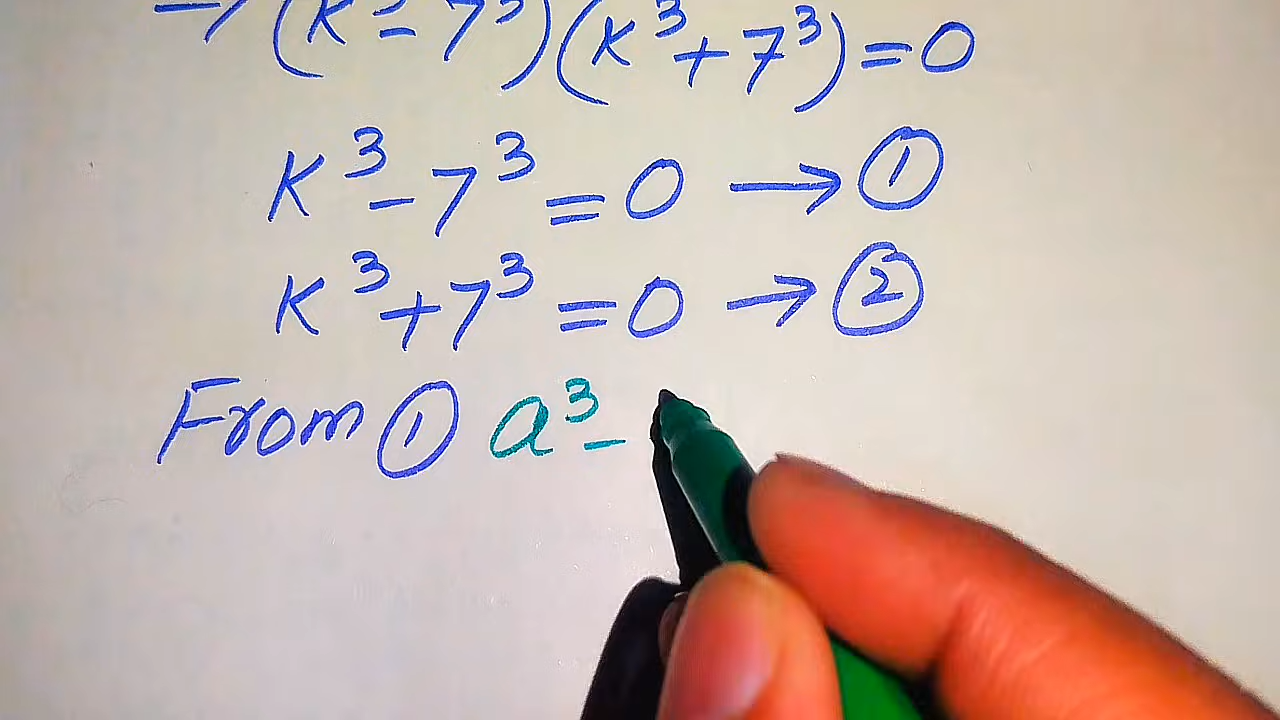 → (K³ - 7³)(K³ + 7³) = 0
K³ - 7³ = 0 → ①
K³ + 7³ = 0 → ②
From ① a³ -